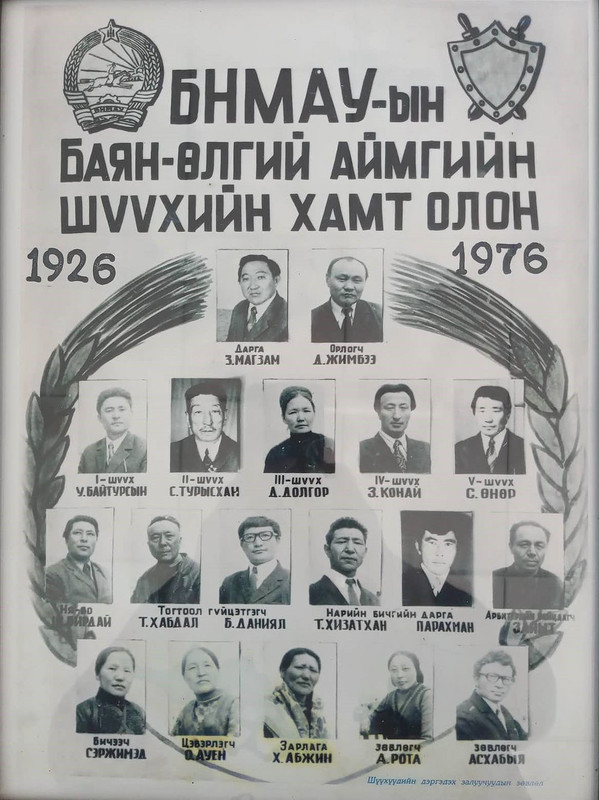 БНМАУ
БНМАУ-ЫН
БАЯН-ӨЛГИЙ АЙМГИЙН
ШҮҮХИЙН ХАМТ ОЛОН
1926
1976
ДАРГА
З.МАГЗАМ
ОРЛОГЧ
Д.ЖИМБЭЭ
I-ШҮҮХ
У.БАЙТУРСЫН
II-ШҮҮХ
С.ТУРЫСХАН
III-ШҮҮХ
Д.ДОЛГОР
IV-ШҮҮХ
З.КӨНАЙ
V-ШҮҮХ
С.ӨНӨР
ТОГТООЛ ГҮЙЦЭТГЭГЧ
Т.ХАБДАЛ
Б.ДАНИЯЛ
НАРИЙН БИЧГИЙН ДАРГА
Т.ХИЗАТХАН
ПАРАХМАН
БИЧЭЭЧ
СЭРЖИМЭД
ЦЭВЭРЛЭГЧ
О.АУЕН
ЗАРЛАГА
Х.АБЖИН
ЗӨВЛӨГЧ
А.РОТА
ЗӨВЛӨГЧ
АСХАБЫЛ
Шүүхүүдийн дэргэдэх залуучуудын зөвлөл